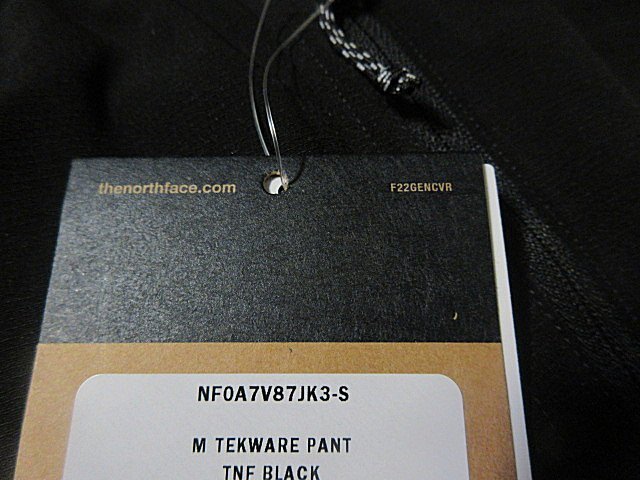 thenorthface.com
F22GENCVR
NF0A7V87JK3-S
M TEKWARE PANT
TNF BLACK